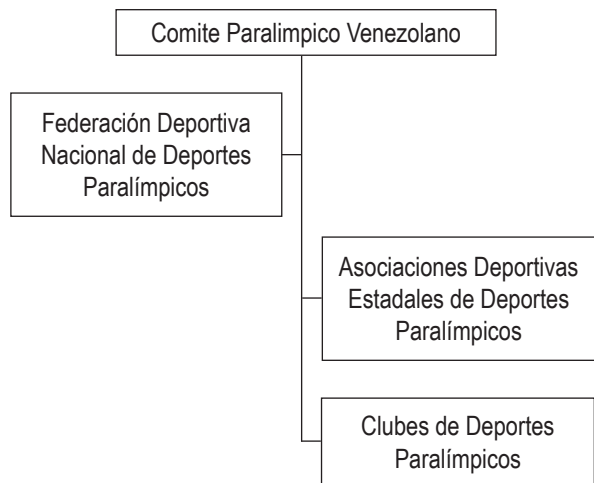 Comite Paralimpico Venezolano
Federación Deportiva
Nacional de Deportes
Paralímpicos
Asociaciones Deportivas
Estadales de Deportes
Paralímpicos
Clubes de Deportes
Paralímpicos